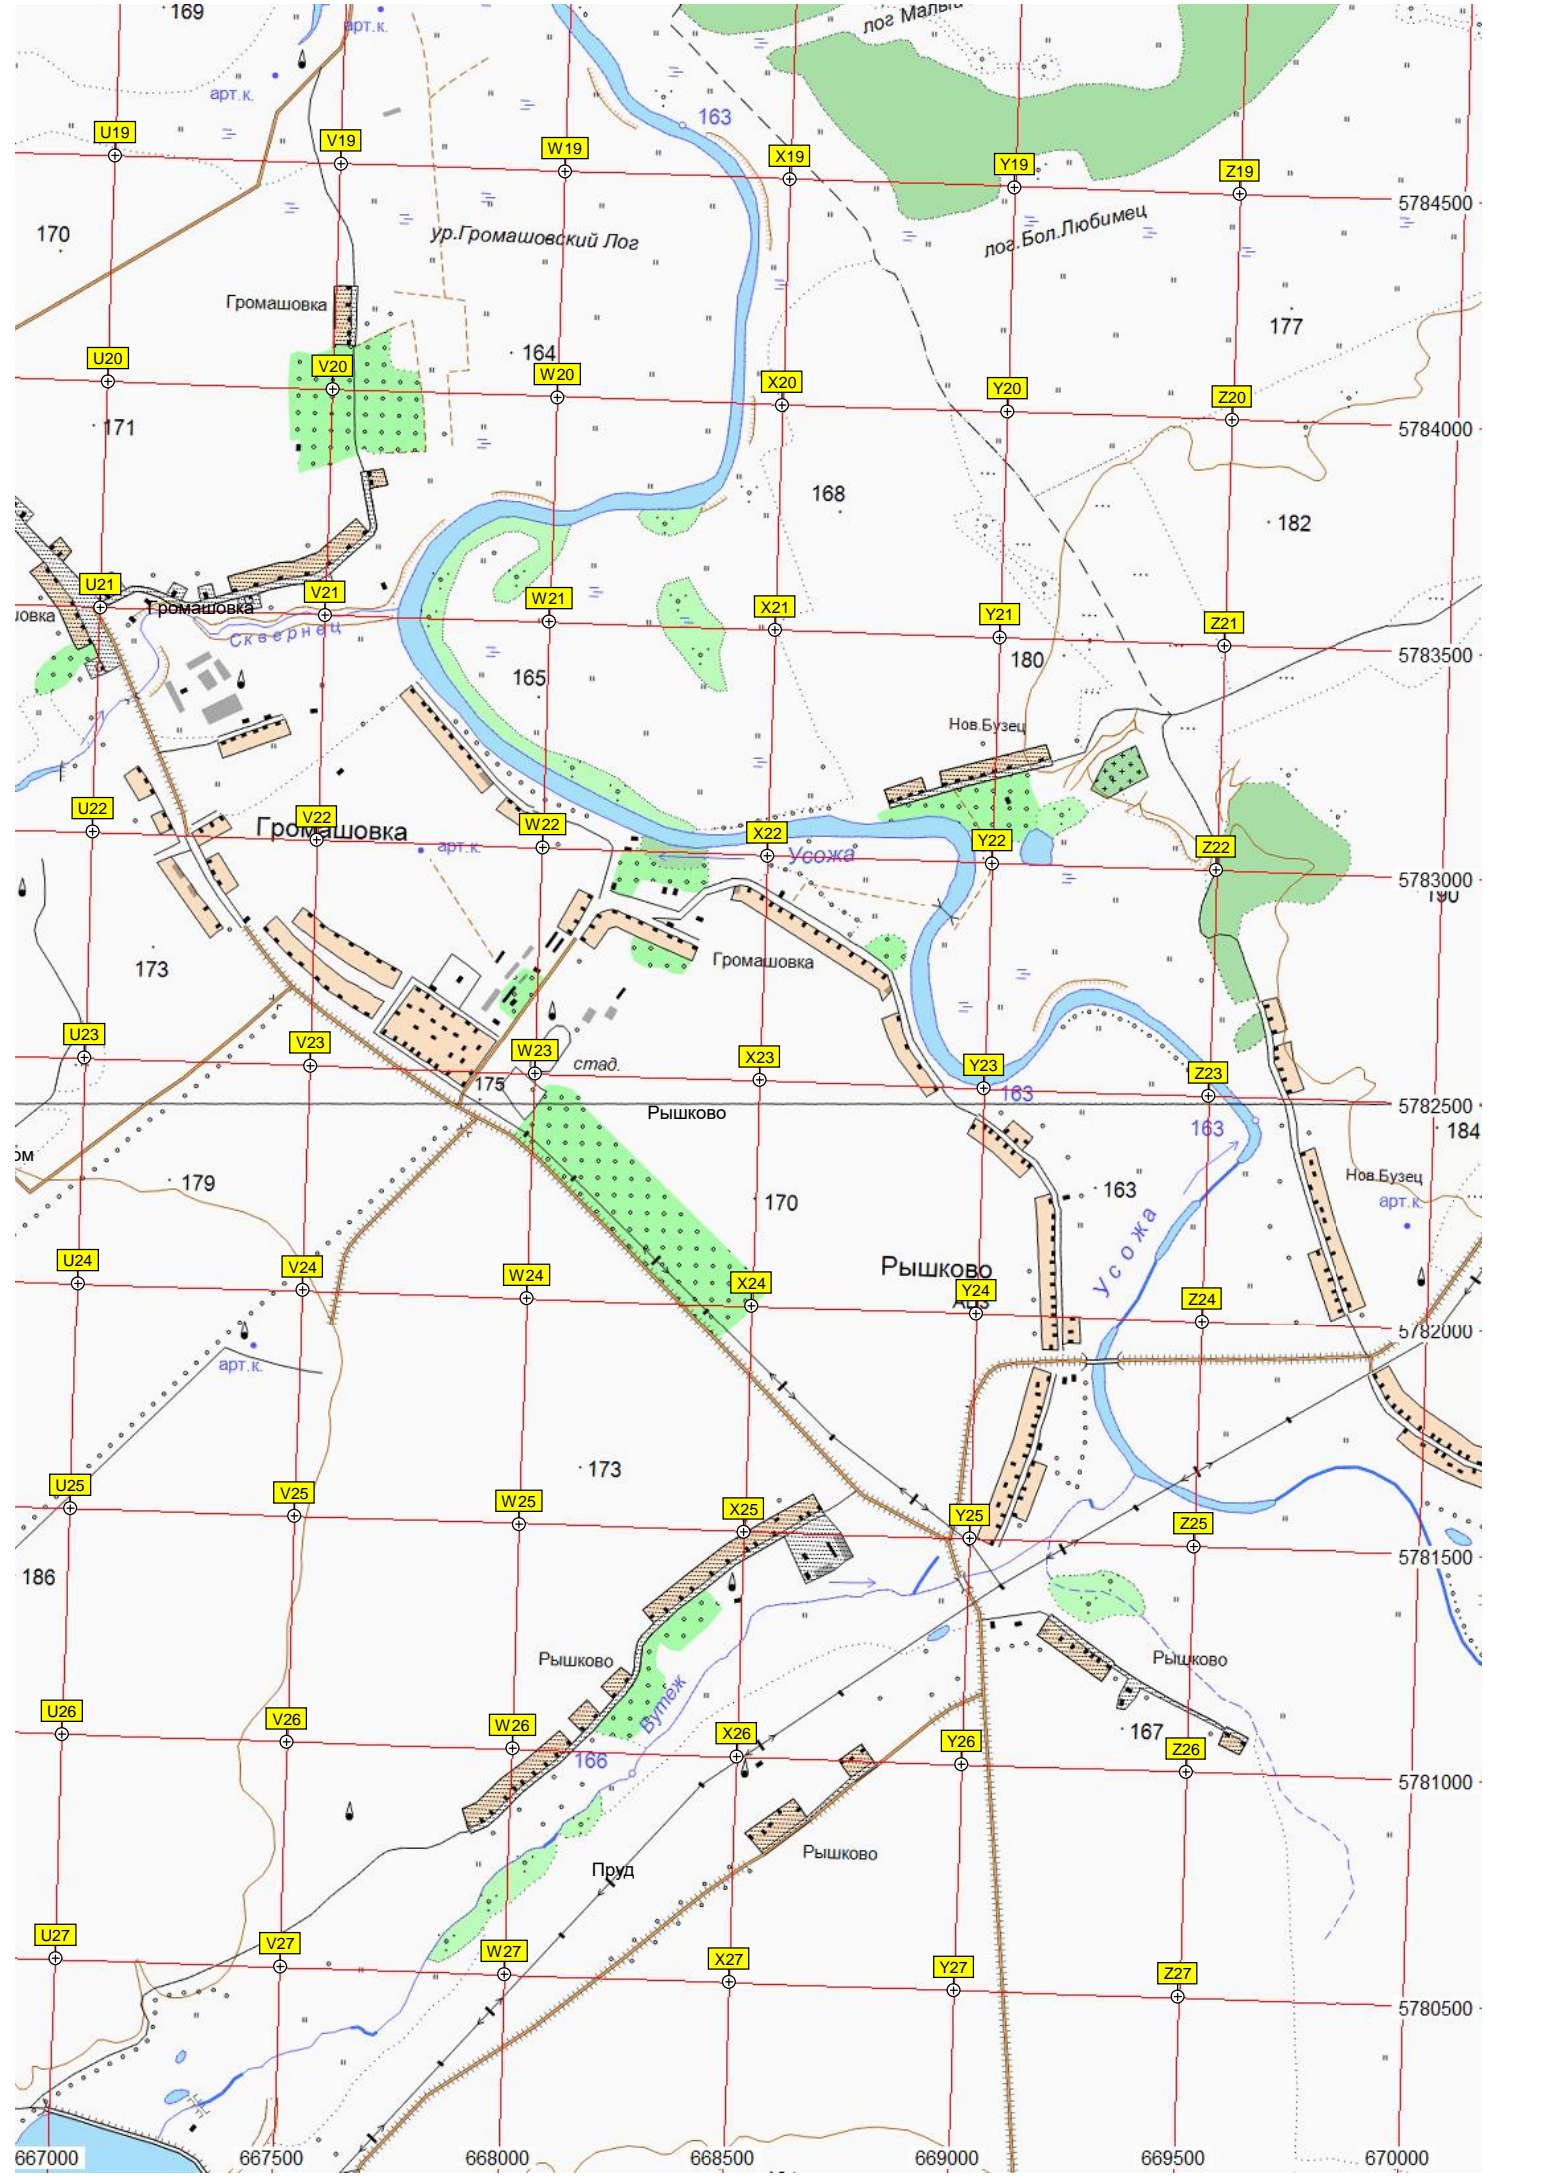 169
арт.к.
лог Малый
арт.к.
163
U19
V19
W19
X19
Y19
Z19
5784500
170
ур.Громашовский Лог
лог.Бол.Любимец
Громашовка
177
164
U20
V20
W20
X20
Y20
Z20
171
5784000
168
182
U21
V21
W21
X21
Y21
Z21
Громашовка
овка
Сквернец
5783500
165
180
Нов.Бузец
U22
V22
W22
X22
Y22
Z22
Громашовка
арт.к.
Усожа
5783000
190
173
Громашовка
U23
V23
W23
X23
Y23
Z23
стад.
175
163
Рышково
5782500
163
184
ом
179
170
163
Нов.Бузец
арт.к.
Усожа
U24
V24
W24
X24
Рышково
Y24
Z24
5782000
арт.к.
173
U25
V25
W25
X25
Y25
Z25
5781500
186
Рышково
Рышково
Вутеж
U26
V26
W26
X26
Y26
Z26
166
167
5781000
Рышково
Пруд
U27
V27
W27
X27
Y27
Z27
5780500
667000
667500
668000
668500
669000
669500
670000